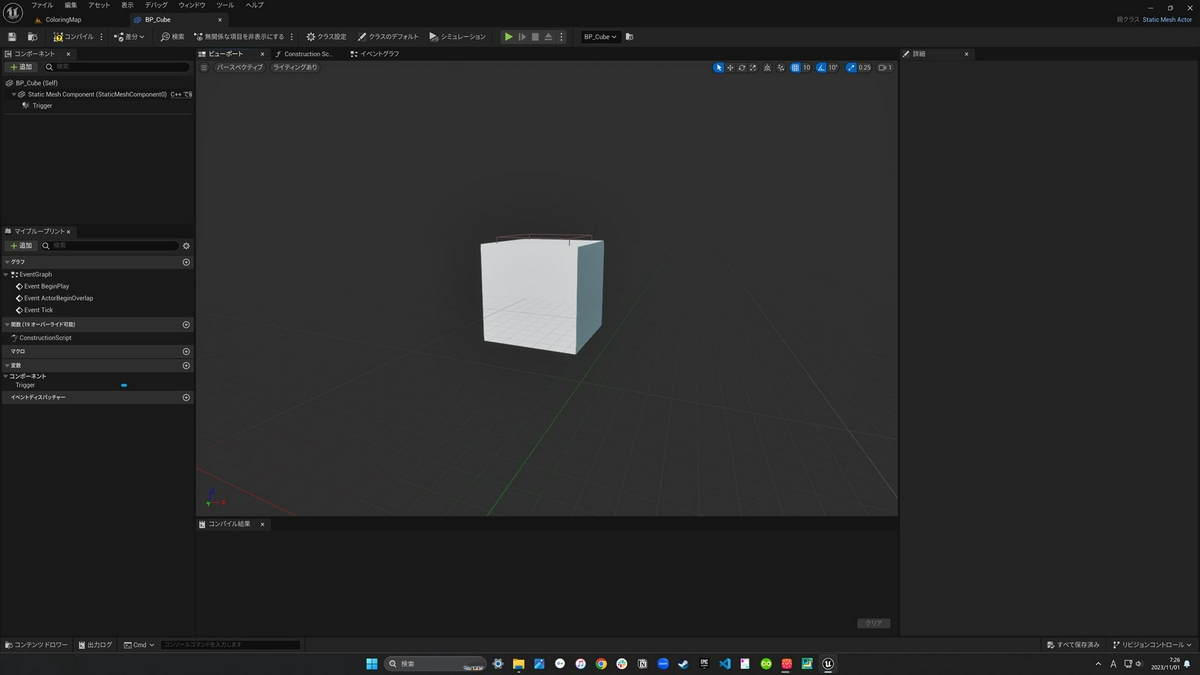 ファイル 編集 アセット 表示 デバッグ ウィンドウ ツール ヘルプ
ColoringMap BP_Cube
親クラス Static Mesh Actor
コンパイル 差分 検索 無関係な項目を非表示にする クラス設定 クラスのデフォルト シミュレーション BP_Cube
コンポーネント ビューポート Construction Sc.. イベントグラフ 詳細
追加 検索
パースペクティブ ライティングあり 10 10° 0.25 1
BP_Cube (Self)
Static Mesh Component (StaticMeshComponent0) C++ で
Trigger
マイブループリント
追加 検索
グラフ
EventGraph
Event BeginPlay
Event ActorBeginOverlap
Event Tick
関数 (19 オーバーライド可能)
ConstructionScript
マクロ
変数
コンポーネント
Trigger
イベントディスパッチャー
コンパイル結果
クリア
コンテンツドロワー 出力ログ Cmd コンソールコマンドを入力します すべて保存済み リビジョンコントロール
検索
A 7:26
2023/11/01